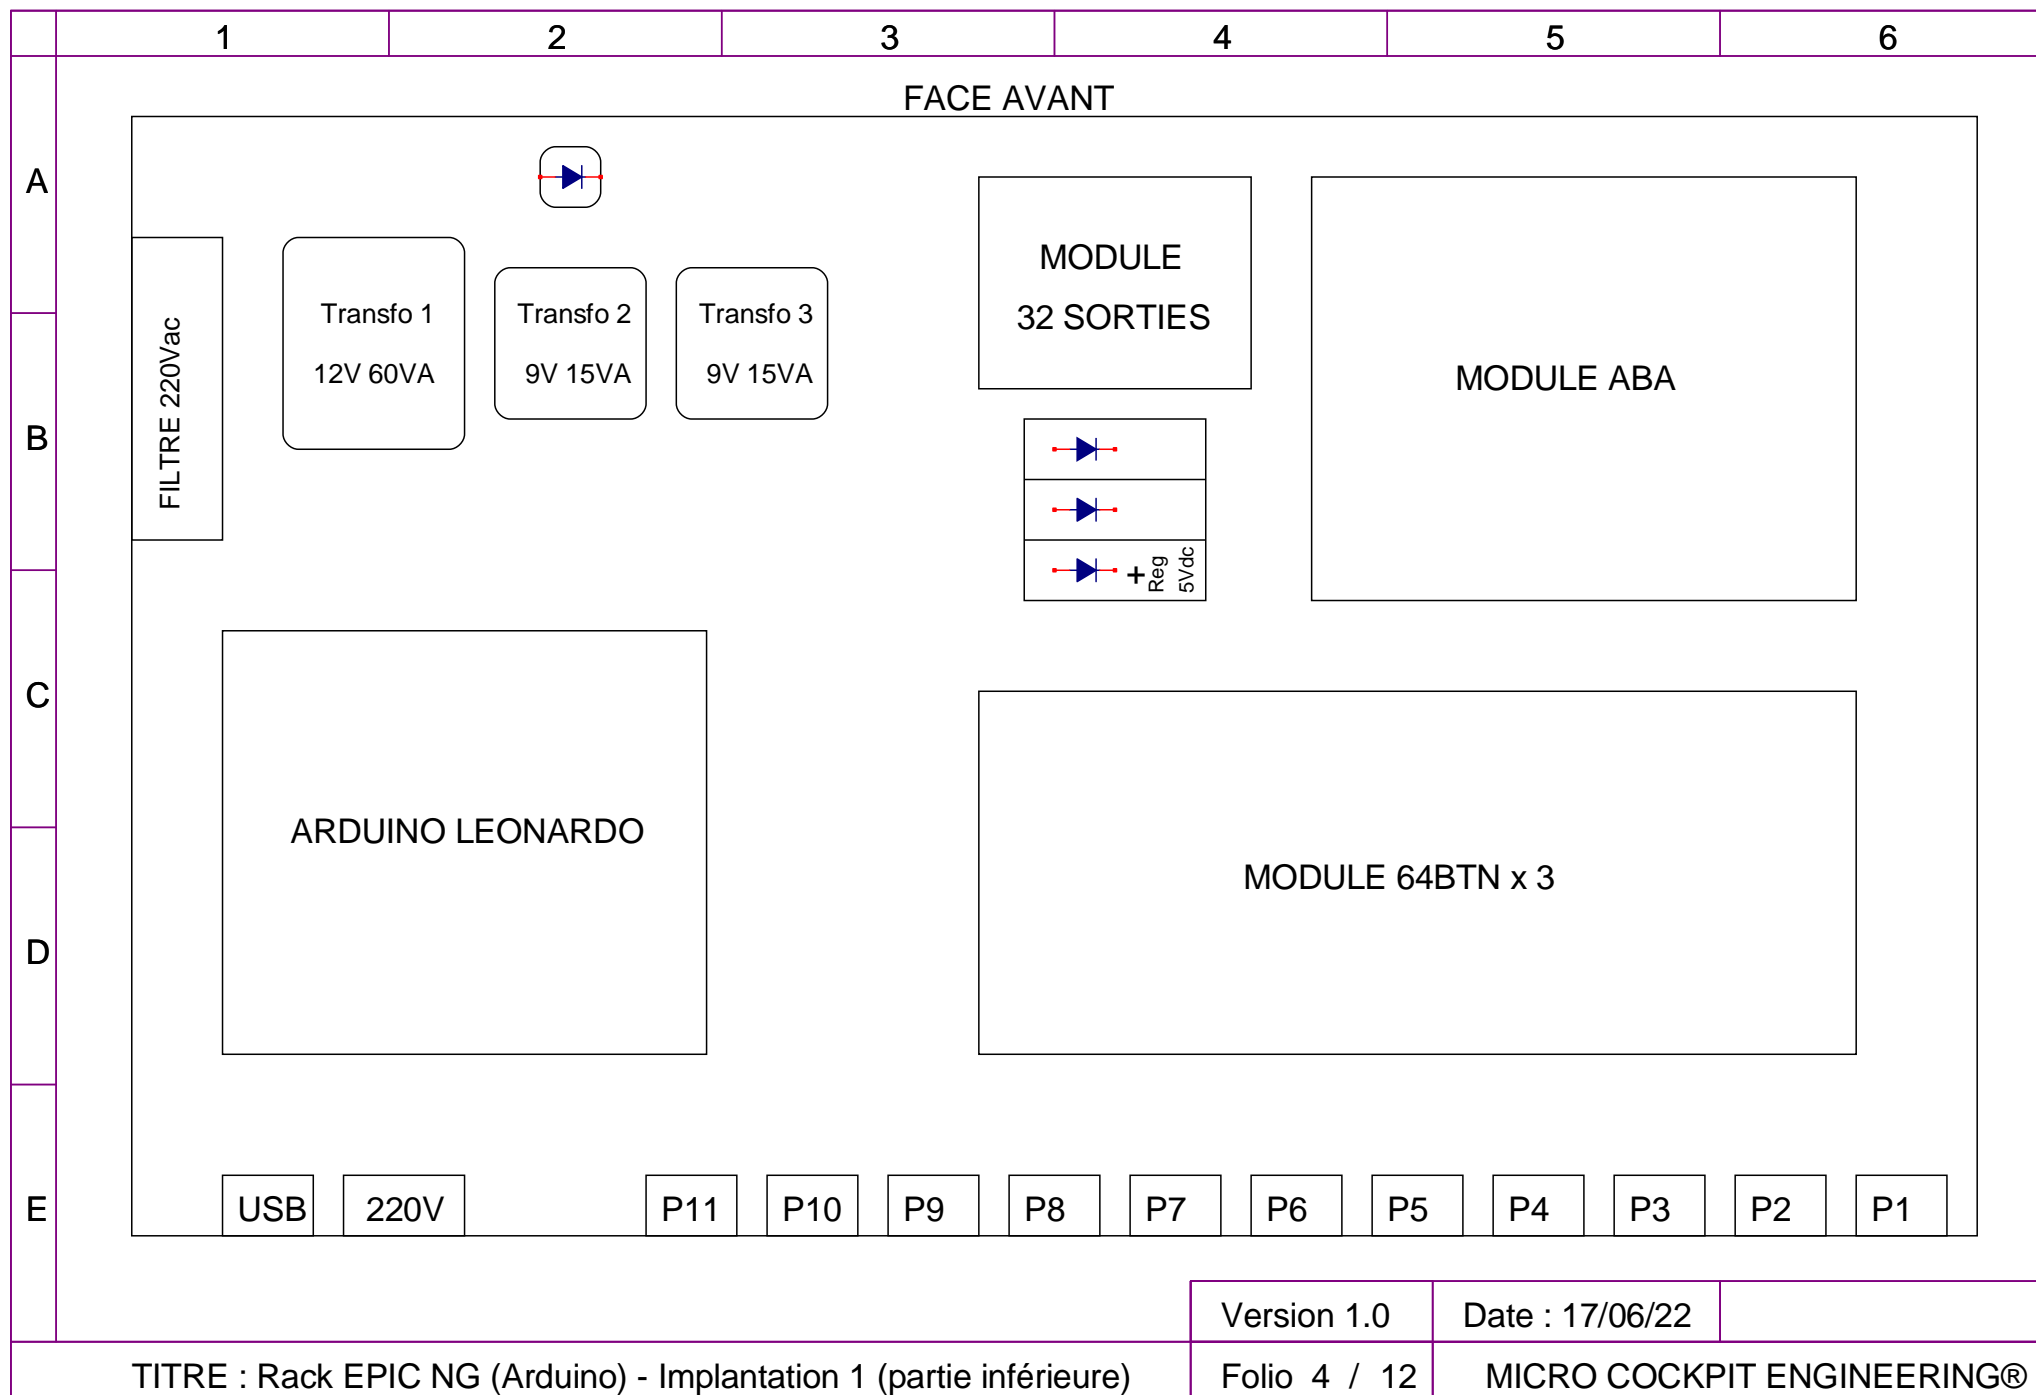 1 2 3 4 5 6
FACE AVANT
A
B
C
D
E
FILTRE 220Vac
Transfo 1
12V 60VA
Transfo 2
9V 15VA
Transfo 3
9V 15VA
MODULE
32 SORTIES
MODULE ABA
+
Reg
5Vdc
ARDUINO LEONARDO
MODULE 64BTN x 3
USB 220V P11 P10 P9 P8 P7 P6 P5 P4 P3 P2 P1
Version 1.0 Date : 17/06/22
TITRE : Rack EPIC NG (Arduino) - Implantation 1 (partie inférieure) Folio 4 / 12 MICRO COCKPIT ENGINEERING®